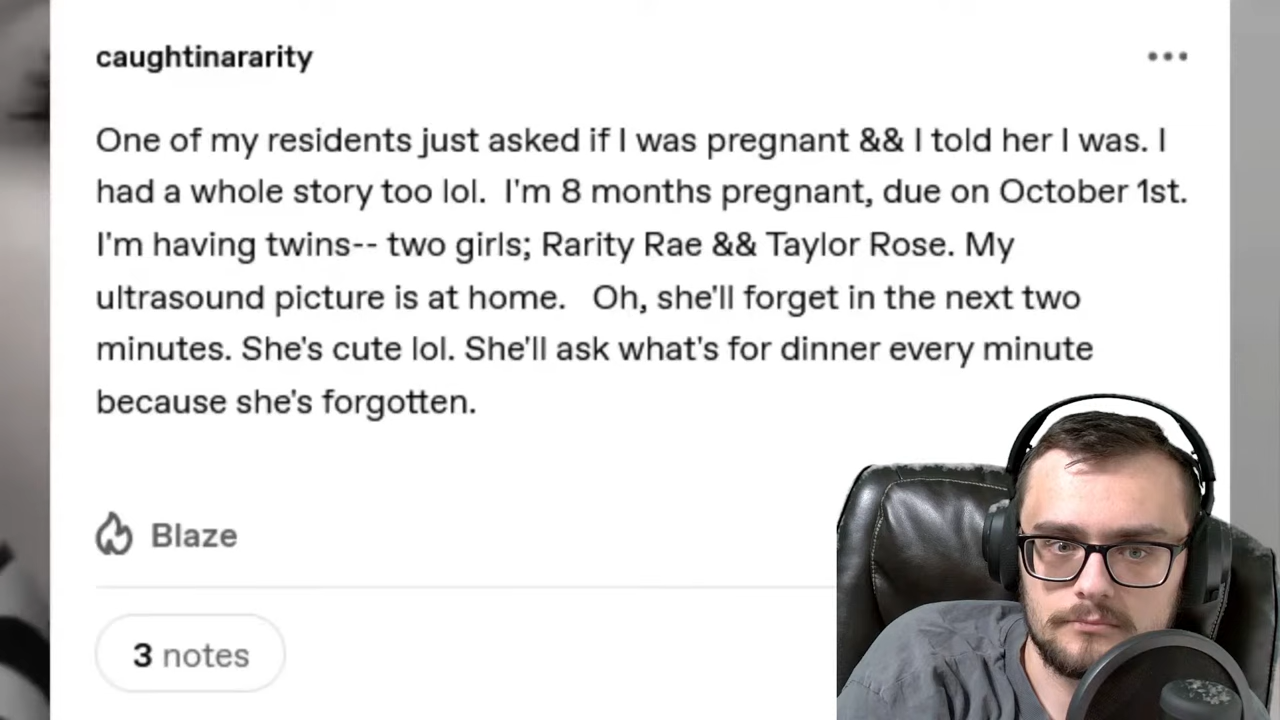 caughtinararity
One of my residents just asked if I was pregnant && I told her I was. I
had a whole story too lol.  I'm 8 months pregnant, due on October 1st.
I'm having twins-- two girls; Rarity Rae && Taylor Rose. My
ultrasound picture is at home.   Oh, she'll forget in the next two
minutes. She's cute lol. She'll ask what's for dinner every minute
because she's forgotten.
Blaze
3 notes